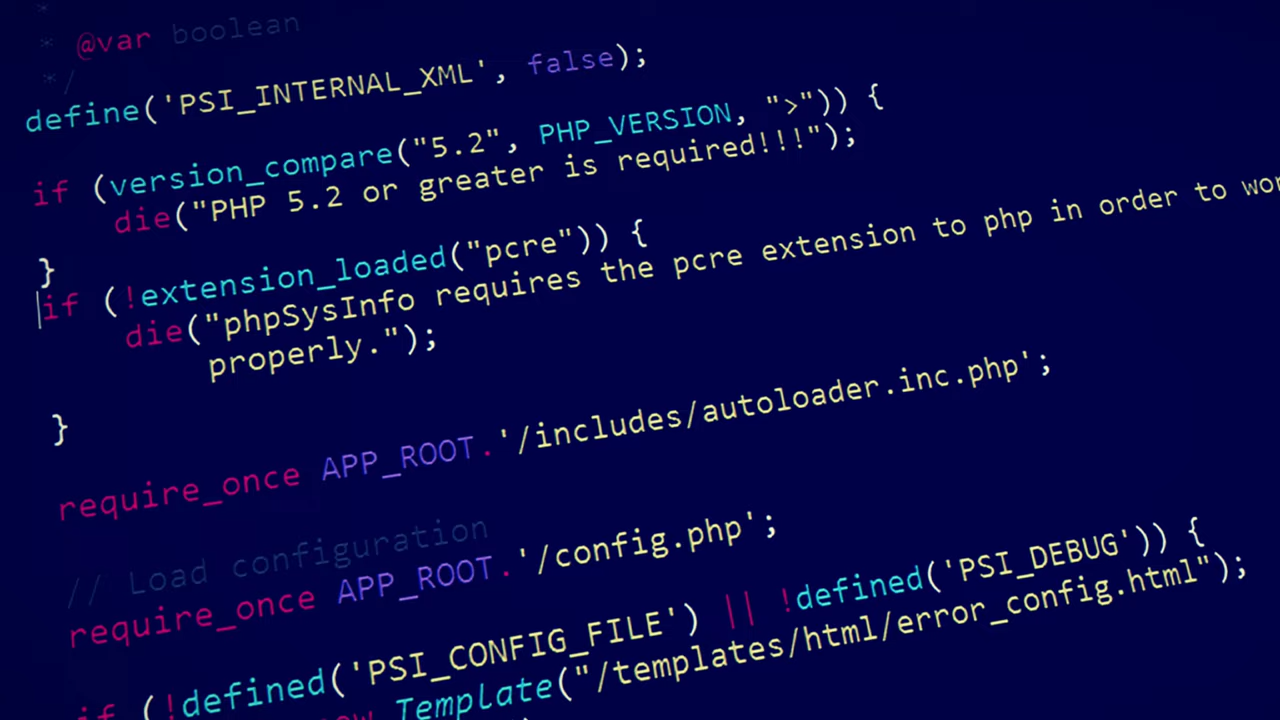 *
* @var boolean
*/
define('PSI_INTERNAL_XML', false);
if (version_compare("5.2", PHP_VERSION, ">")) {
die("PHP 5.2 or greater is required!!!");
}
if (!extension_loaded("pcre")) {
die("phpSysInfo requires the pcre extension to php in order to
properly.");
}
require_once APP_ROOT.'/includes/autoloader.inc.php';
// Load configuration
require_once APP_ROOT.'/config.php';
if (!defined('PSI_CONFIG_FILE') || !defined('PSI_DEBUG')) {
Template("/templates/html/error_config.html");